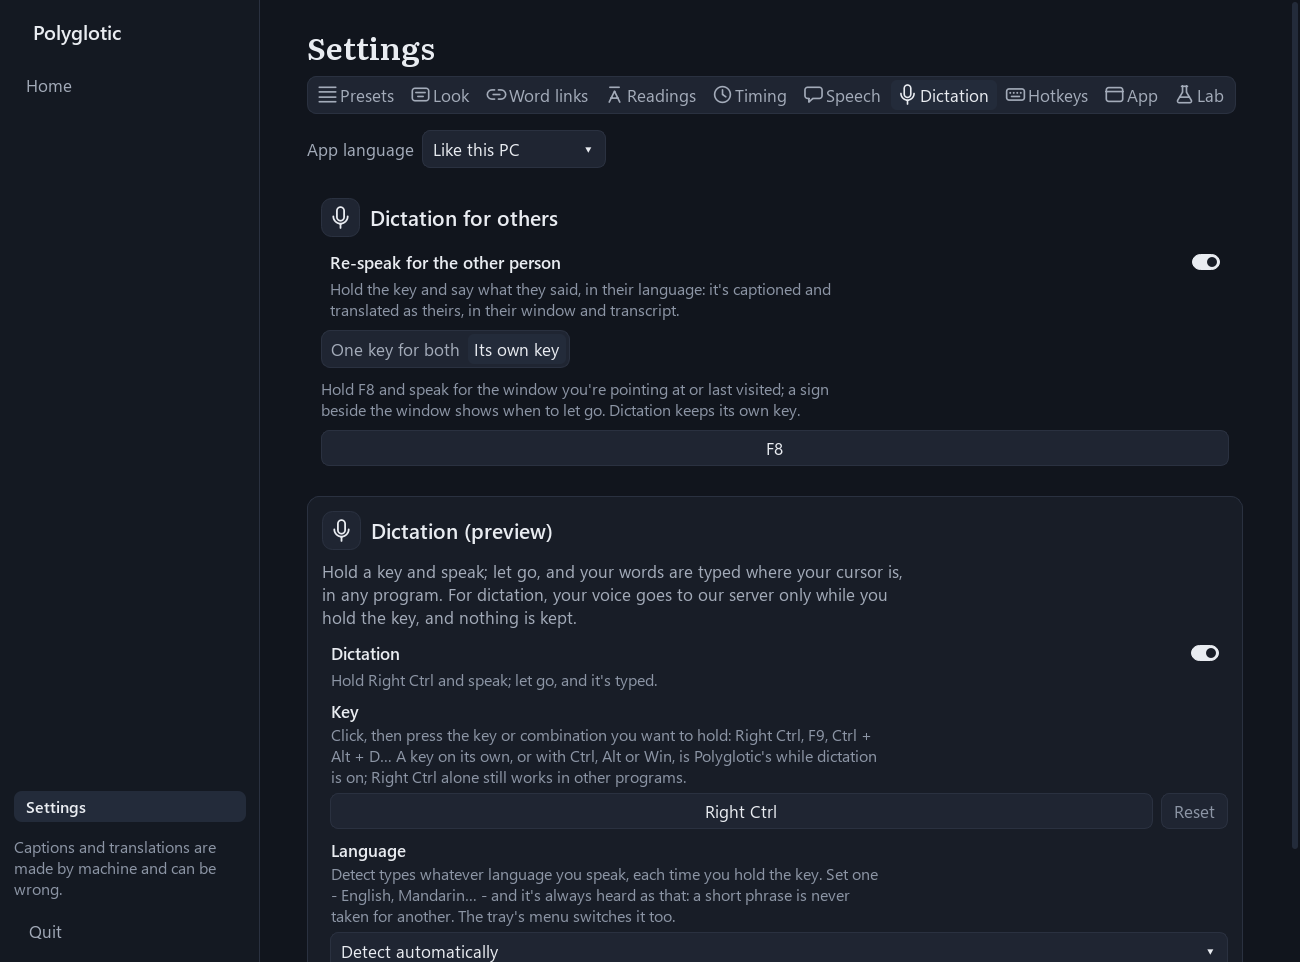 Polyglotic
Home
Settings
Captions and translations are
made by machine and can be
wrong.
Quit
Settings
Presets Look Word links Readings Timing Speech Dictation Hotkeys App Lab
App language Like this PC
Dictation for others
Re-speak for the other person
Hold the key and say what they said, in their language: it's captioned and
translated as theirs, in their window and transcript.
One key for both Its own key
Hold F8 and speak for the window you're pointing at or last visited; a sign
beside the window shows when to let go. Dictation keeps its own key.
F8
Dictation (preview)
Hold a key and speak; let go, and your words are typed where your cursor is,
in any program. For dictation, your voice goes to our server only while you
hold the key, and nothing is kept.
Dictation
Hold Right Ctrl and speak; let go, and it's typed.
Key
Click, then press the key or combination you want to hold: Right Ctrl, F9, Ctrl +
Alt + D... A key on its own, or with Ctrl, Alt or Win, is Polyglotic's while dictation
is on; Right Ctrl alone still works in other programs.
Right Ctrl Reset
Language
Detect types whatever language you speak, each time you hold the key. Set one
- English, Mandarin... - and it's always heard as that: a short phrase is never
taken for another. The tray's menu switches it too.
Detect automatically